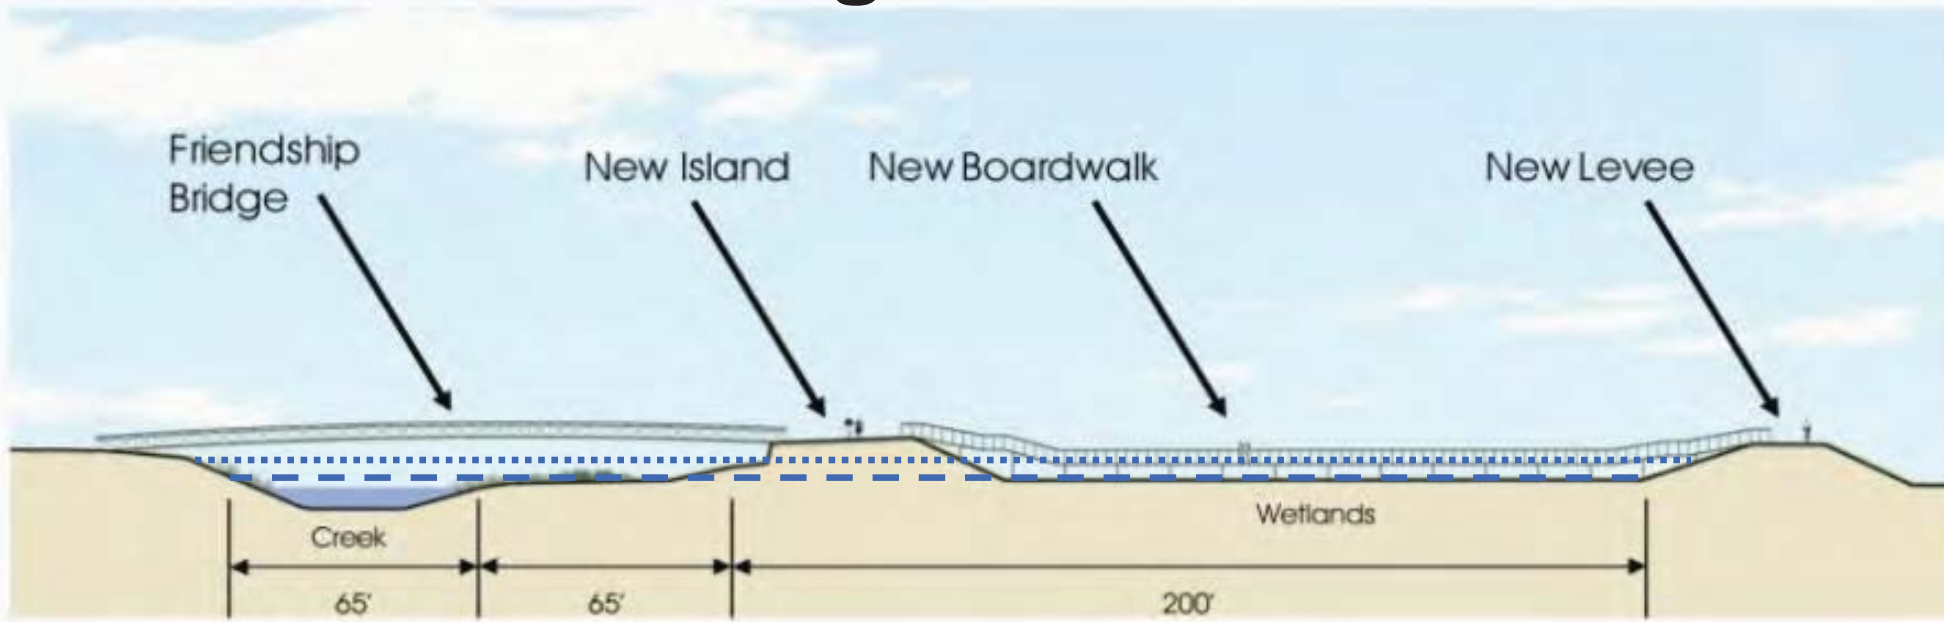 Friendship
Bridge
New Island
New Boardwalk
New Levee
Creek
Wetlands
65'
65'
200'